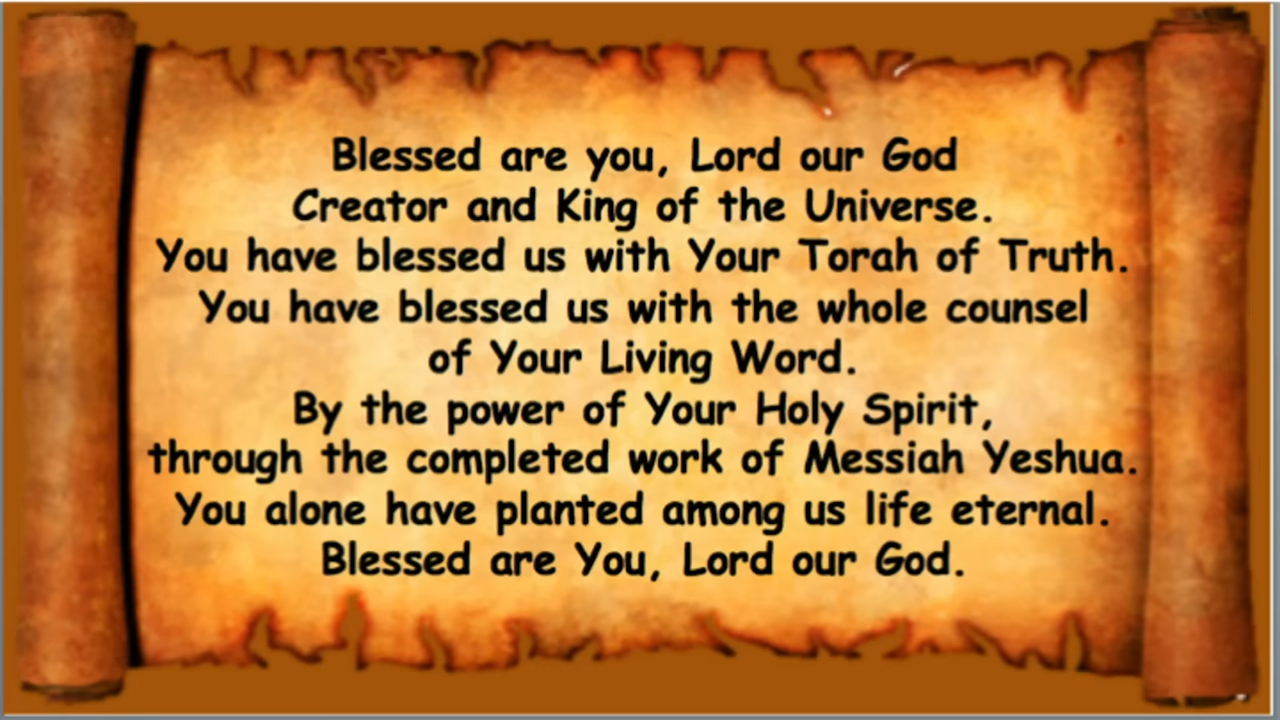 Blessed are you, Lord our God
Creator and King of the Universe.
You have blessed us with Your Torah of Truth.
You have blessed us with the whole counsel
of Your Living Word.
By the power of Your Holy Spirit,
through the completed work of Messiah Yeshua.
You alone have planted among us life eternal.
Blessed are You, Lord our God.